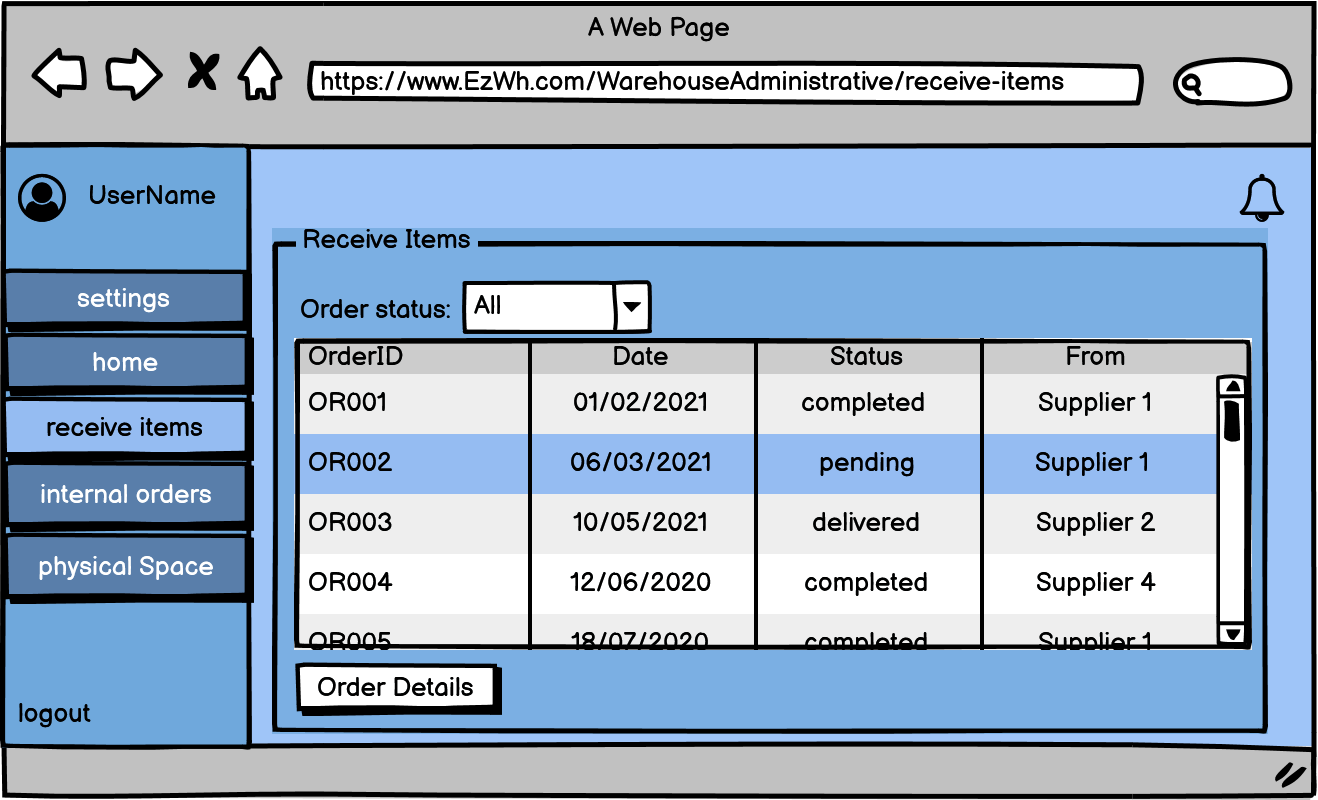 A Web Page
https://www.EzWh.com/WarehouseAdministrative/receive-items
UserName
settings
home
receive items
internal orders
physical Space
logout
Receive Items
Order status: All
OrderID Date Status From
OR001 01/02/2021 completed Supplier 1
OR002 06/03/2021 pending Supplier 1
OR003 10/05/2021 delivered Supplier 2
OR004 12/06/2020 completed Supplier 4
OR005 18/07/2020 completed Supplier 1
Order Details